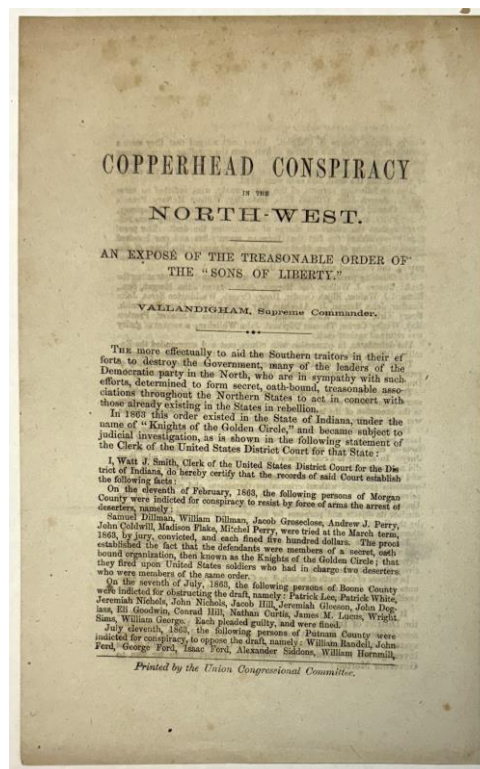 COPPERHEAD CONSPIRACY
IN THE
NORTH-WEST.
AN EXPOSÉ OF THE TREASONABLE ORDER OF
THE "SONS OF LIBERTY."
VALLANDIGHAM, Supreme Commander.
THE more effectually to aid the Southern traitors in their ef
forts to destroy the Government, many of the leaders of the
Democratic party in the North, who are in sympathy with such
efforts, determined to form secret, oath-bound, treasonable asso-
ciations throughout the Northern States to act in concert with
those already existing in the States in rebellion.
In 1863 this order existed in the State of Indiana, under the
name of "Knights of the Golden Circle," and became subject to
judicial investigation, as is shown in the following statement of
the Clerk of the United States District Court for that State:
I, Watt J. Smith, Clerk of the United States District Court for the Dis
trict of Indians, do hereby certify that the records of said Court establish
the following facts:
On the eleventh of February, 1863, the following persons of Morgan
County were indicted for conspiracy to resist by force of arms the arrest of
deserters, namely:
Samuel Dillman, William Dillman, Jacob Groseclose, Andrew J. Perry,
John Coldwill, Madison Flake, Michel Perry, were tried at the March term,
1863, by jury, convicted, and each fined five hundred dollars. The proof
established the fact that the defendants were members of a secret, oath
bound organization, then known as the Knights of the Golden Circle; that
they fired upon United States soldiers who had in charge two deserters
who were members of the same order.
On the seventh of July, 1863, the following persons of Boone County
were indicted for obstructing the draft, namely: Patrick Lee, Patrick White,
Jeremiah Nichols, John Nichols, Jacob Hill, Jeremiah Gleeson, John Dog-
lass, Eli Goodwin, Conrad Hill, Nathan Curtis, James M. Lucus, Wright
Sims, William George. Each pleaded guilty, and were fined.
July eleventh, 1863, the following persons of Putnam County were
indicted for conspiracy, to oppose the draft, namely: William Randell, John
Ford, George Ford, Isaac Ford, Alexander Siddons, William Hornmill,
Printed by the Union Congressional Committee.